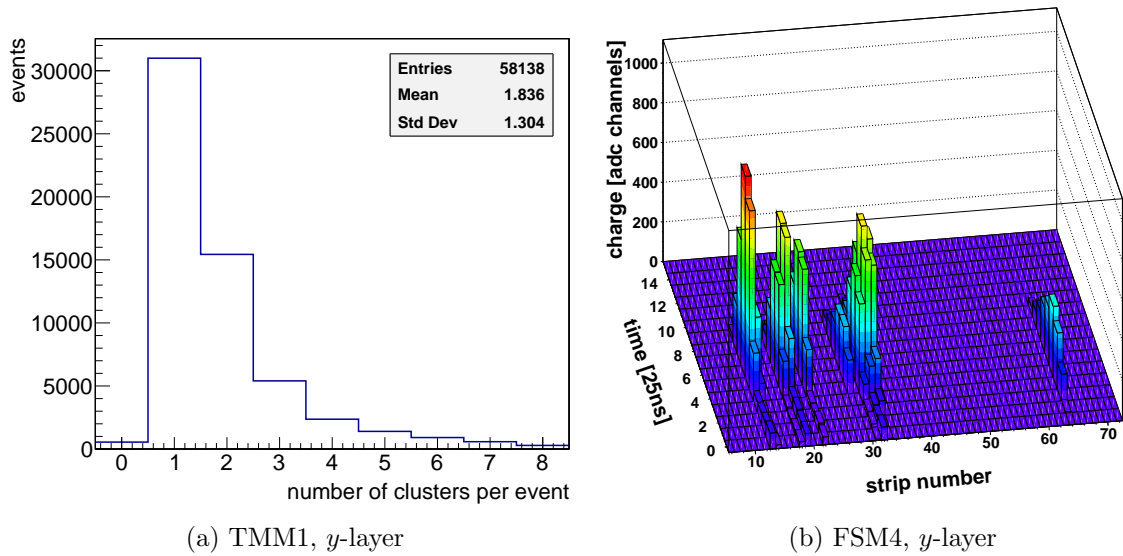 events
30000
25000
20000
15000
10000
5000
0
Entries 58138
Mean 1.836
Std Dev 1.304
0 1 2 3 4 5 6 7 8
number of clusters per event
(a) TMM1, y-layer
charge [adc channels]
1000
800
600
400
200
0
14
12
10
8
6
4
2
0
time [25ns]
10 20 30 40 50 60 70
strip number
(b) FSM4, y-layer